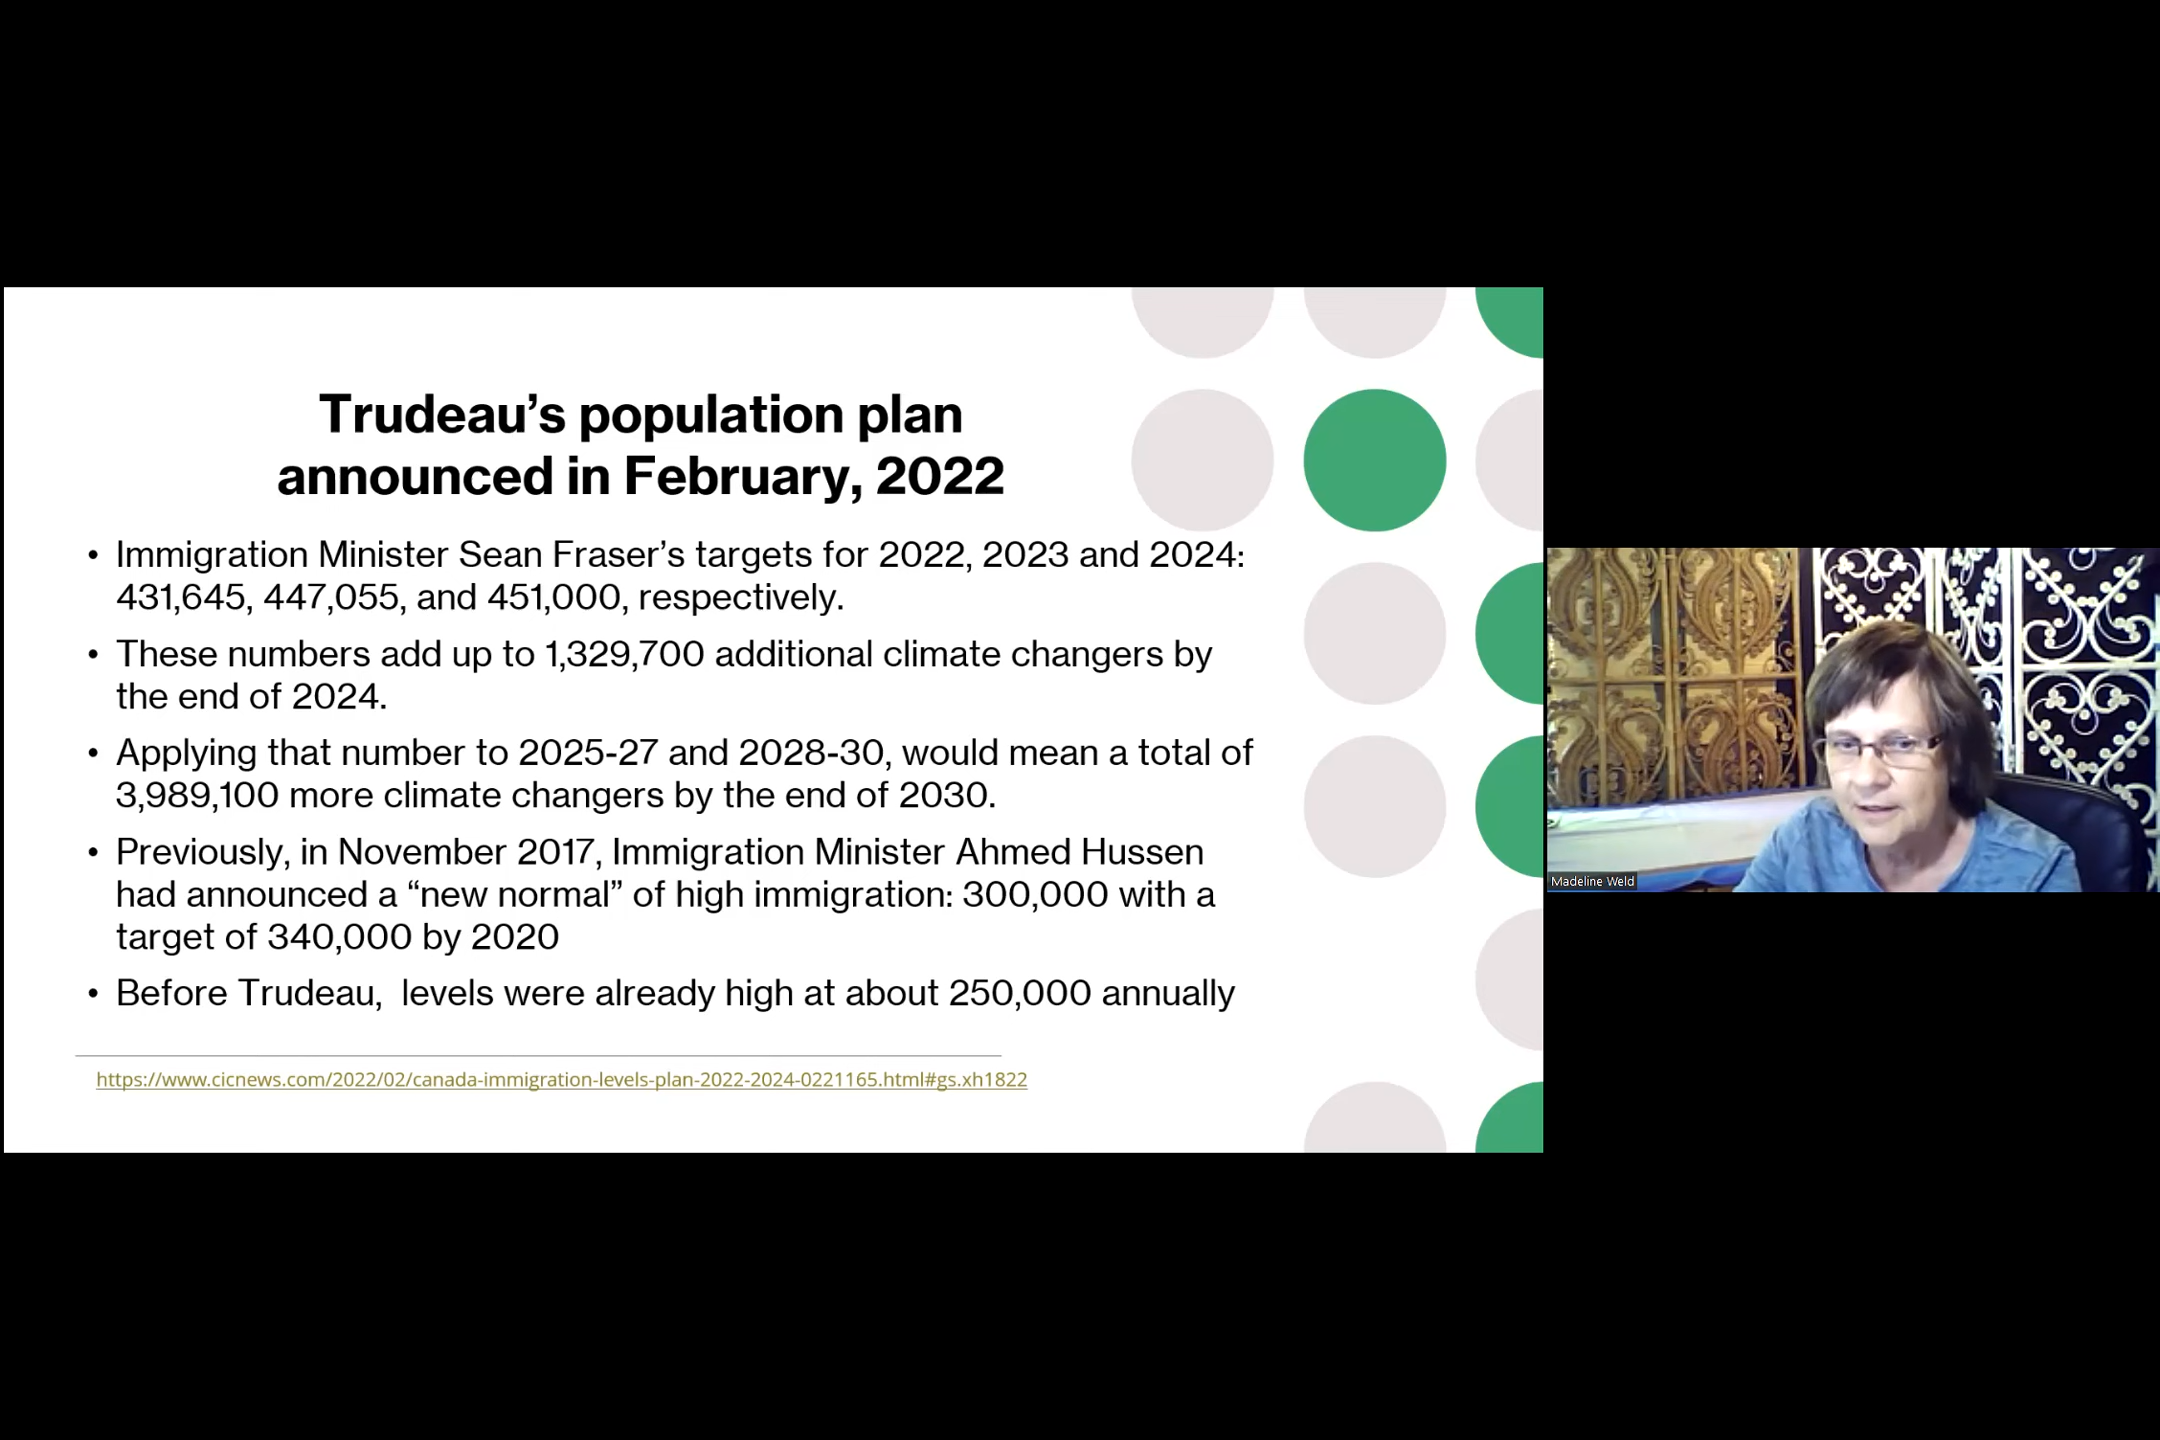 Trudeau’s population plan
announced in February, 2022
• Immigration Minister Sean Fraser’s targets for 2022, 2023 and 2024:
431,645, 447,055, and 451,000, respectively.
• These numbers add up to 1,329,700 additional climate changers by
the end of 2024.
• Applying that number to 2025-27 and 2028-30, would mean a total of
3,989,100 more climate changers by the end of 2030.
• Previously, in November 2017, Immigration Minister Ahmed Hussen
had announced a “new normal” of high immigration: 300,000 with a
target of 340,000 by 2020
• Before Trudeau,  levels were already high at about 250,000 annually
https://www.cicnews.com/2022/02/canada-immigration-levels-plan-2022-2024-0221165.html#gs.xh1822
Madeline Weld